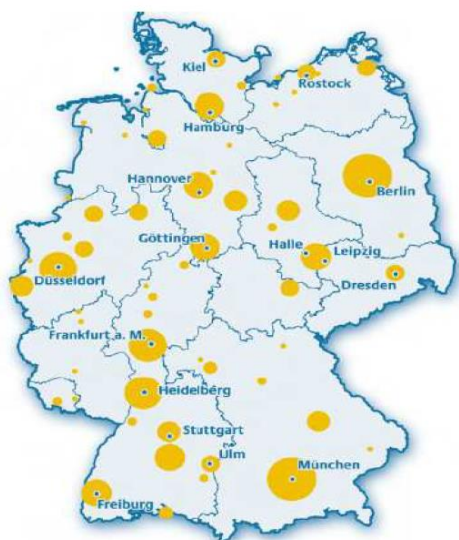 Kiel
Rostock
Hamburg
Hannover
Berlin
Göttingen
Halle
Leipzig
Düsseldorf
Dresden
Frankfurt a. M.
Heidelberg
Stuttgart
Ulm
München
Freiburg